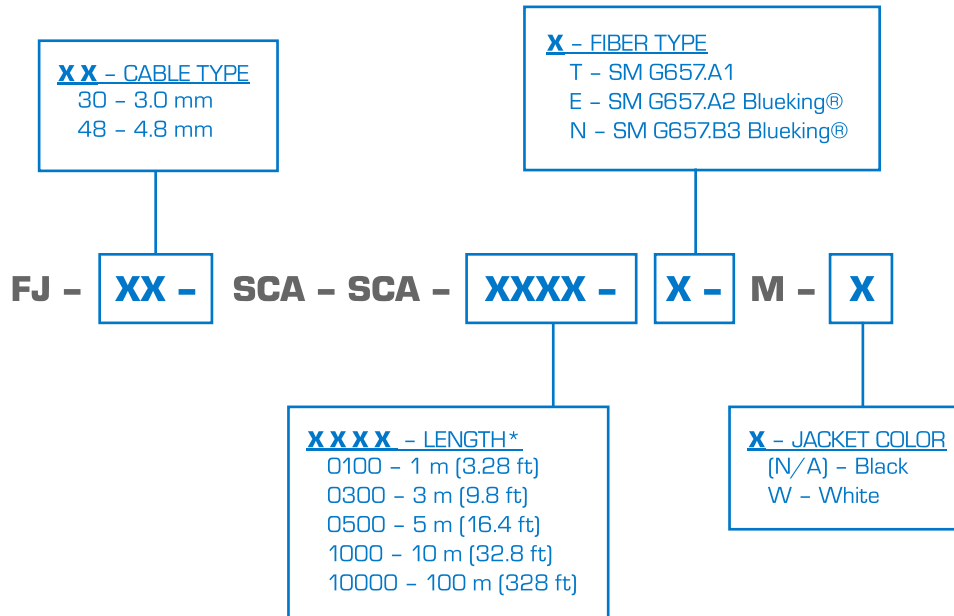 X X – CABLE TYPE
30 – 3.0 mm
48 – 4.8 mm
X – FIBER TYPE
T – SM G657.A1
E – SM G657.A2 Blueking®
N – SM G657.B3 Blueking®
FJ – XX – SCA – SCA – XXXX – X – M – X
X X X X – LENGTH*
0100 – 1 m (3.28 ft)
0300 – 3 m (9.8 ft)
0500 – 5 m (16.4 ft)
1000 – 10 m (32.8 ft)
10000 – 100 m (328 ft)
X – JACKET COLOR
(N/A) – Black
W – White